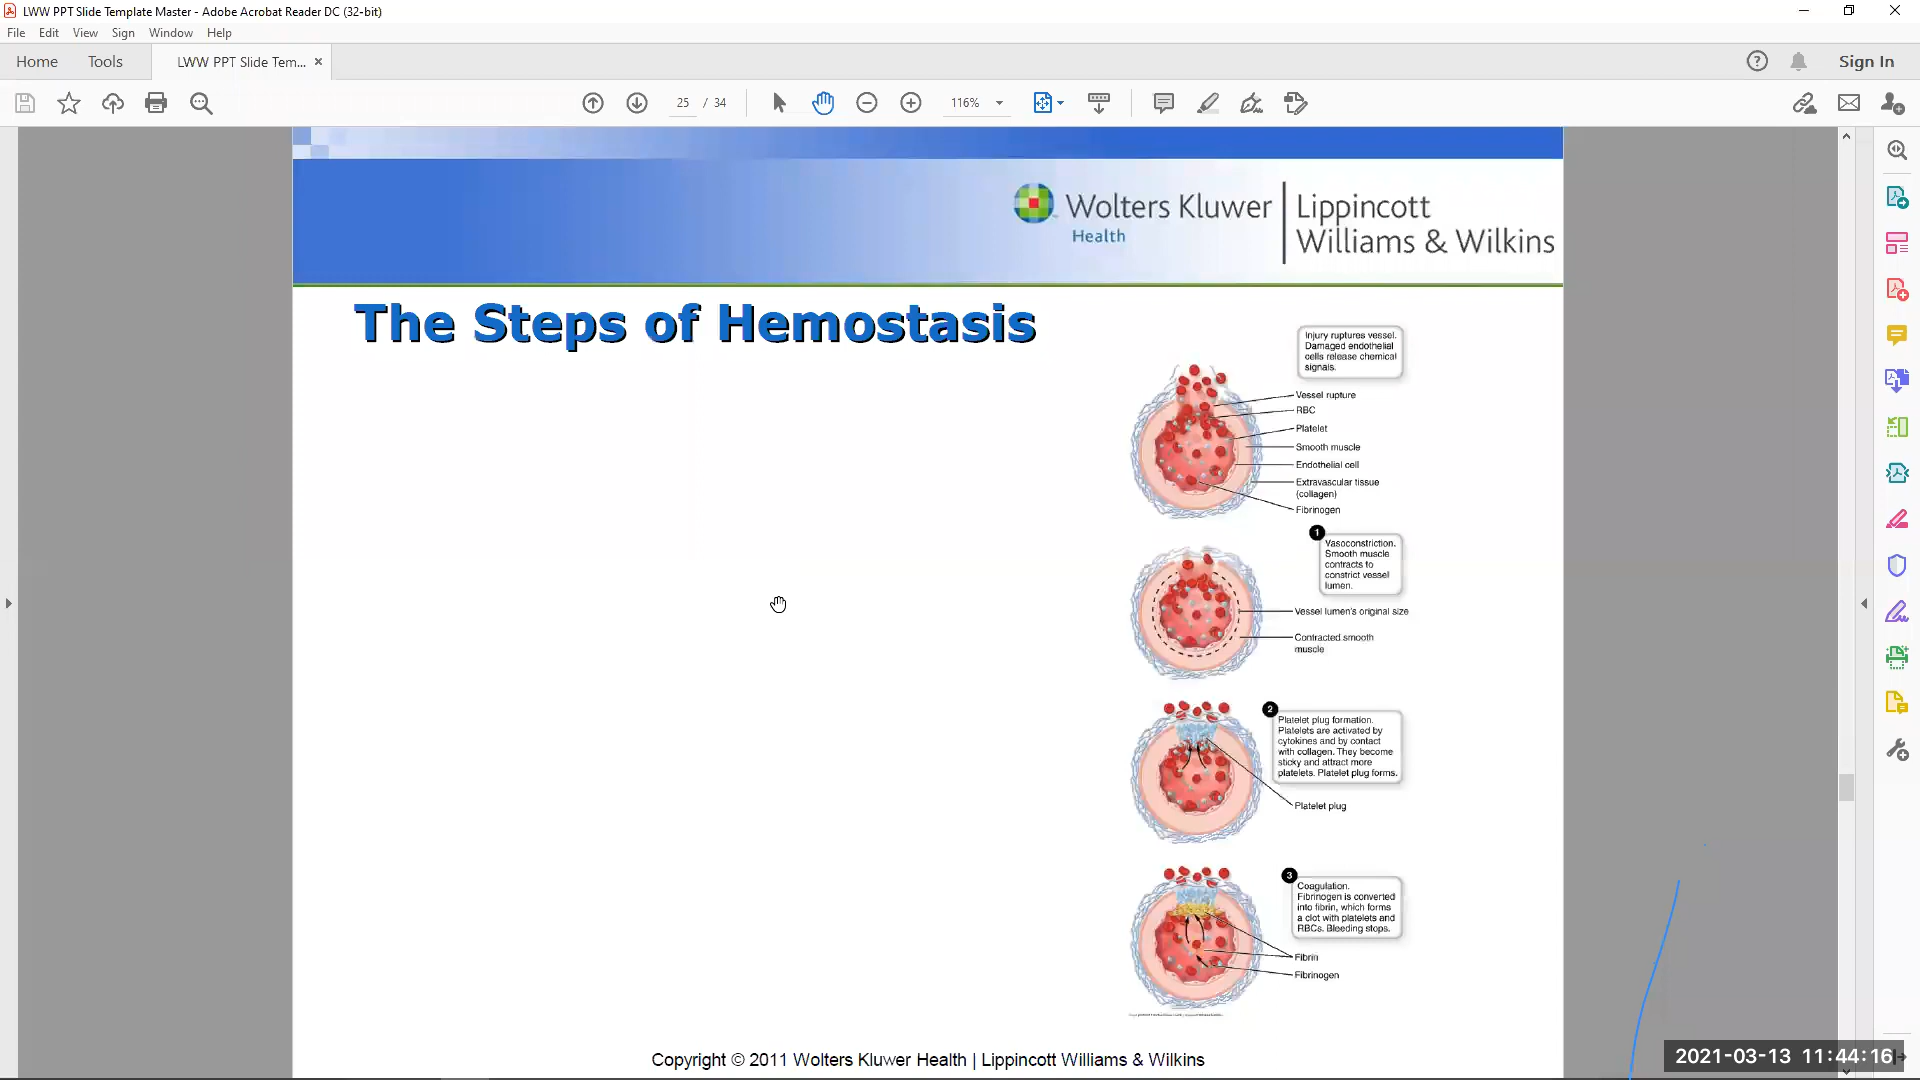 LWW PPT Slide Template Master - Adobe Acrobat Reader DC (32-bit)
File Edit View Sign Window Help
Home Tools LWW PPT Slide Tem... × Sign In
25 / 34 116%
Wolters Kluwer
Health
Lippincott
Williams & Wilkins
The Steps of Hemostasis
Injury ruptures vessel.
Damaged endothelial
cells release chemical
signals.
Vessel rupture
RBC
Platelet
Smooth muscle
Endothelial cell
Extravascular tissue
(collagen)
Fibrinogen
1
Vasoconstriction.
Smooth muscle
contracts to
constrict vessel
lumen.
Vessel lumen's original size
Contracted smooth
muscle
2
Platelet plug formation.
Platelets are activated by
cytokines and by contact
with collagen. They become
sticky and attract more
platelets. Platelet plug forms.
Platelet plug
3
Coagulation.
Fibrinogen is converted
into fibrin, which forms
a clot with platelets and
RBCs. Bleeding stops.
Fibrin
Fibrinogen
Copyright © 2011 Wolters Kluwer Health | Lippincott Williams & Wilkins
2021-03-13 11:44:16